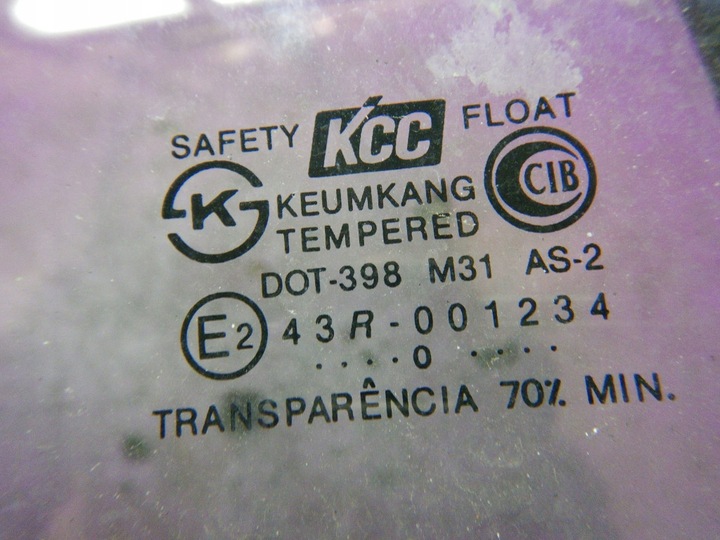 SAFETY KCC FLOAT
K KEUMKANG CIB
TEMPERED
DOT-398 M31 AS-2
E2 43R-001234
....0 ....
TRANSPARÊNCIA 70% MIN.